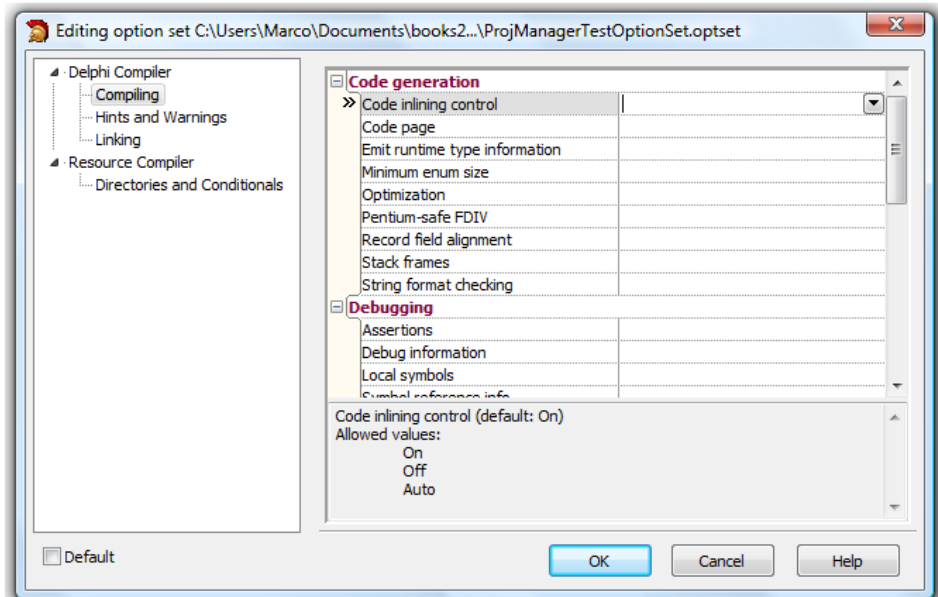 Editing option set C:\Users\Marco\Documents\books2...\ProjManagerTestOptionSet.optset
Delphi Compiler
Compiling
Hints and Warnings
Linking
Resource Compiler
Directories and Conditionals
Code generation
Code inlining control
Code page
Emit runtime type information
Minimum enum size
Optimization
Pentium-safe FDIV
Record field alignment
Stack frames
String format checking
Debugging
Assertions
Debug information
Local symbols
Symbol reference info
Code inlining control (default: On)
Allowed values:
On
Off
Auto
Default
OK
Cancel
Help